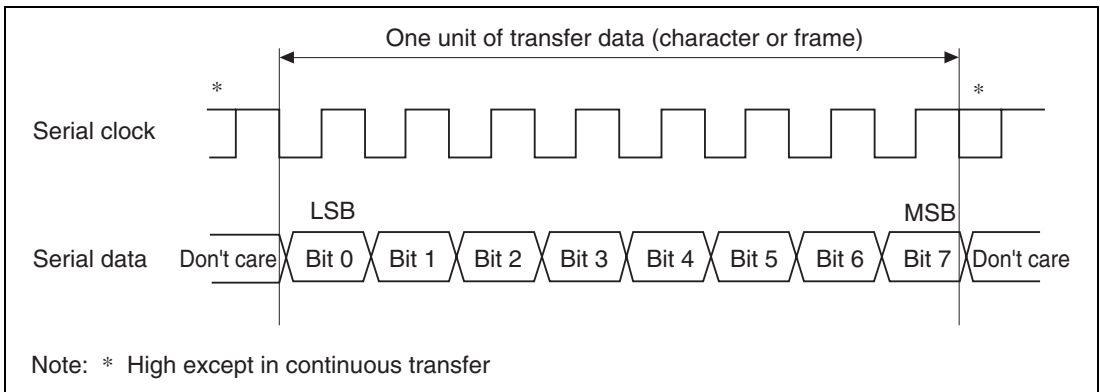 One unit of transfer data (character or frame)
* *
Serial clock
LSB MSB
Serial data Don't care Bit 0 Bit 1 Bit 2 Bit 3 Bit 4 Bit 5 Bit 6 Bit 7 Don't care
Note: * High except in continuous transfer